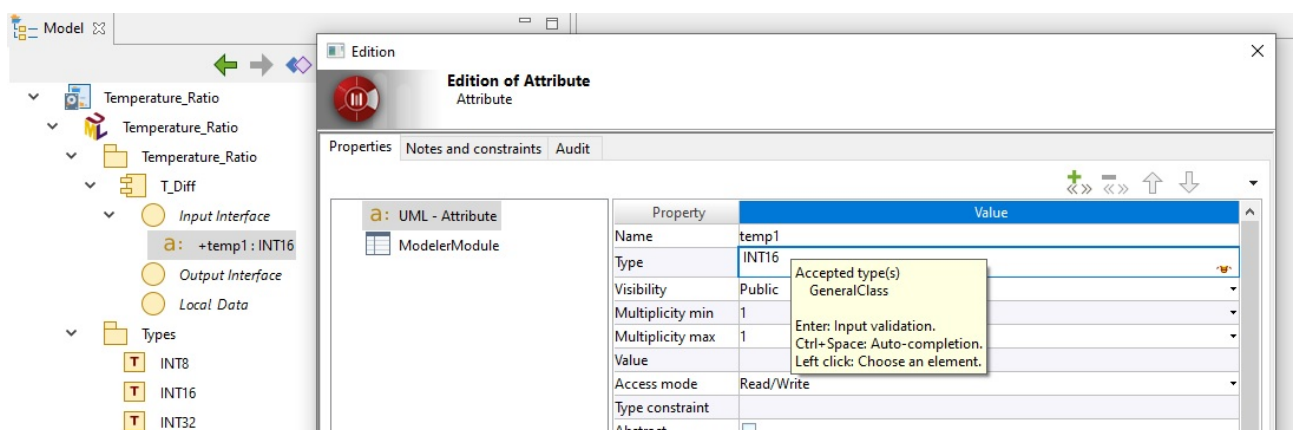 Model
Temperature_Ratio
Temperature_Ratio
Temperature_Ratio
T_Diff
Input Interface
a: +temp1 : INT16
Output Interface
Local Data
Types
T INT8
T INT16
T INT32
Edition
Edition of Attribute
Attribute
Properties Notes and constraints Audit
a: UML - Attribute
ModelerModule
Property Value
Name temp1
Type INT16
Visibility Public
Multiplicity min 1
Multiplicity max 1
Value
Access mode Read/Write
Type constraint
Abstract
Accepted type(s)
GeneralClass
Enter: Input validation.
Ctrl+Space: Auto-completion.
Left click: Choose an element.